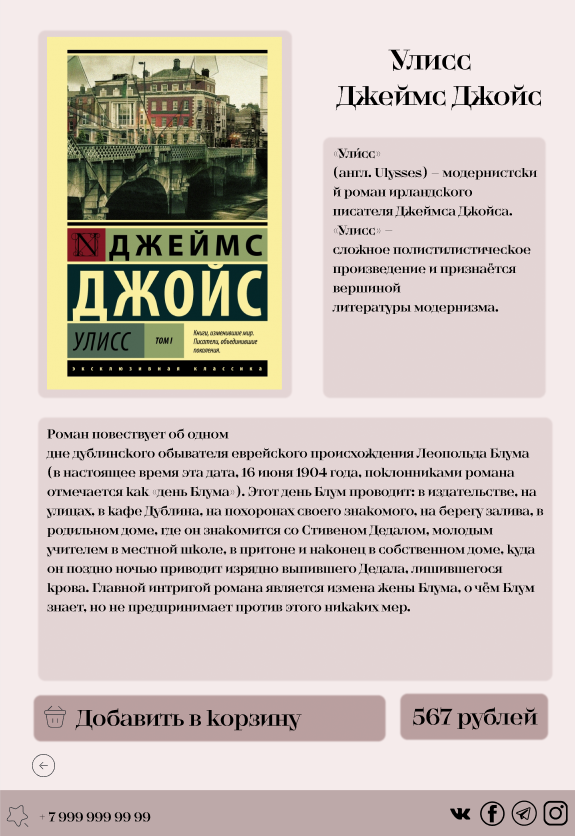 Улисс
Джеймс Джойс
N ДЖЕЙМС
ДЖОЙС
УЛИСС
ТОМ I
Книги, изменившие мир.
Писатели, объединившие
поколения.
эксклюзивная классика
«Ули́сс»
(англ. Ulysses) – модернистски
й роман ирландского
писателя Джеймса Джойса.
«Улисс» –
сложное полистилистическое
произведение и признаётся
вершиной
литературы модернизма.
Роман повествует об одном
дне дублинского обывателя еврейского происхождения Леопольда Блума
(в настоящее время эта дата, 16 июня 1904 года, поклонниками романа
отмечается как «день Блума»). Этот день Блум проводит: в издательстве, на
улицах, в кафе Дублина, на похоронах своего знакомого, на берегу залива, в
родильном доме, где он знакомится со Стивеном Дедалом, молодым
учителем в местной школе, в притоне и наконец в собственном доме, куда
он поздно ночью приводит изрядно выпившего Дедала, лишившегося
крова. Главной интригой романа является измена жены Блума, о чём Блум
знает, но не предпринимает против этого никаких мер.
Добавить в корзину
567 рублей
+ 7 999 999 99 99